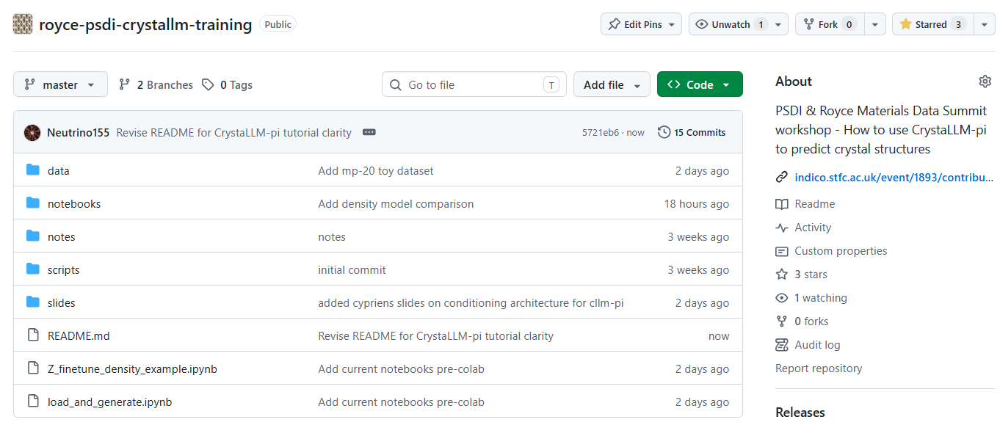 royce-psdi-crystallm-training Public Edit Pins Unwatch 1 Fork 0 Starred 3
master 2 Branches 0 Tags Go to file T Add file Code
Neutrino155 Revise README for CrystaLLM-pi tutorial clarity 5721eb6 · now 15 Commits
data Add mp-20 toy dataset 2 days ago
notebooks Add density model comparison 18 hours ago
notes notes 3 weeks ago
scripts initial commit 3 weeks ago
slides added cypriens slides on conditioning architecture for cllm-pi 2 days ago
README.md Revise README for CrystaLLM-pi tutorial clarity now
Z_finetune_density_example.ipynb Add current notebooks pre-colab 2 days ago
load_and_generate.ipynb Add current notebooks pre-colab 2 days ago
About
PSDI & Royce Materials Data Summit
workshop - How to use CrystaLLM-pi
to predict crystal structures
indico.stfc.ac.uk/event/1893/contribu...
Readme
Activity
Custom properties
3 stars
1 watching
0 forks
Audit log
Report repository
Releases